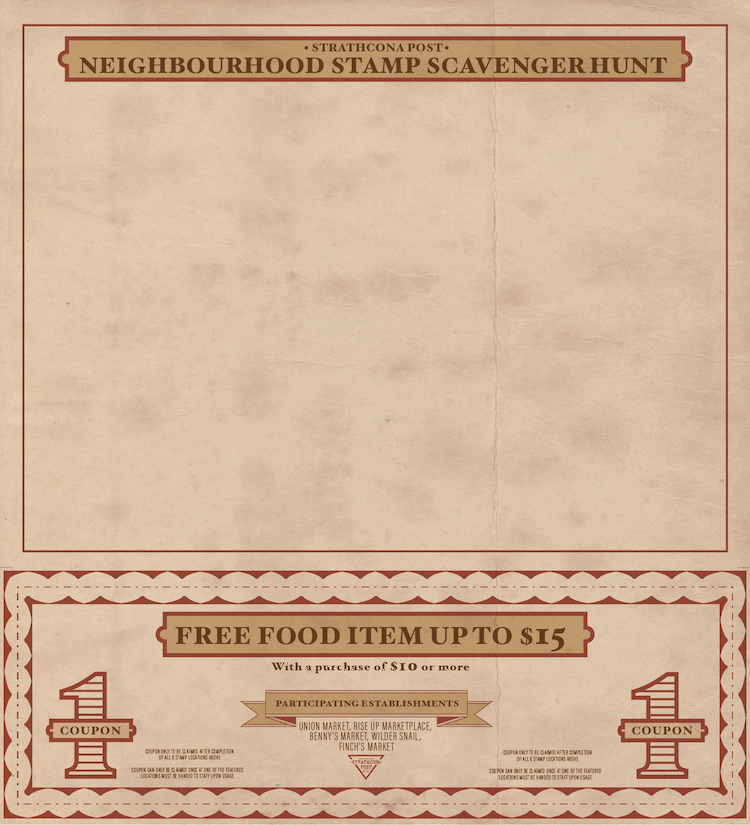 • STRATHCONA POST •
NEIGHBOURHOOD STAMP SCAVENGER HUNT
FREE FOOD ITEM UP TO $15
With a purchase of $10 or more
PARTICIPATING ESTABLISHMENTS
UNION MARKET, RISE UP MARKETPLACE,
BENNY'S MARKET, WILDER SNAIL,
FINCH'S MARKET
STRATHCONA
POST
1
COUPON
COUPON ONLY TO BE CLAIMED AFTER COMPLETION
OF ALL 6 STAMP LOCATIONS ABOVE
COUPON CAN ONLY BE CLAIMED ONCE AT ONE OF THE FEATURED
LOCATIONS MUST BE HANDED TO STAFF UPON USAGE
COUPON ONLY TO BE CLAIMED AFTER COMPLETION
OF ALL 6 STAMP LOCATIONS ABOVE
COUPON CAN ONLY BE CLAIMED ONCE AT ONE OF THE FEATURED
LOCATIONS MUST BE HANDED TO STAFF UPON USAGE
1
COUPON